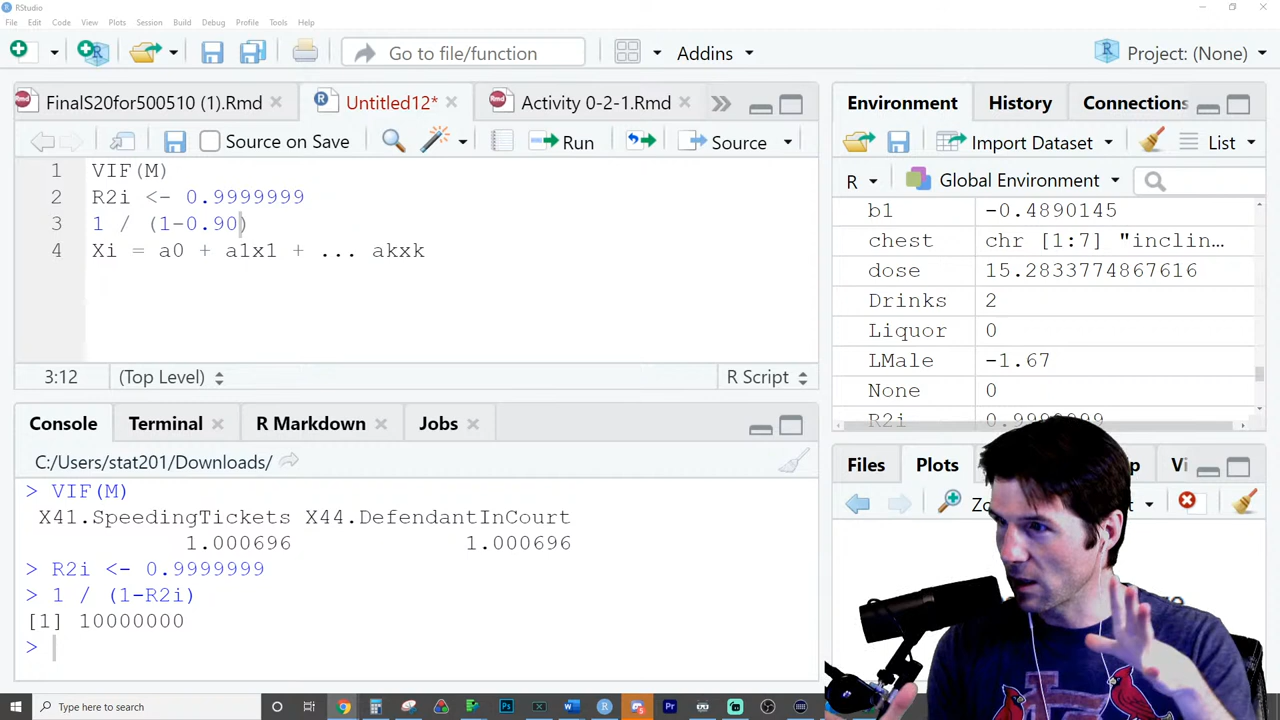 RStudio
File Edit Code View Plots Session Build Debug Profile Tools Help
Go to file/function Addins Project: (None)
FinalS20for500510 (1).Rmd Untitled12* Activity 0-2-1.Rmd
Source on Save Run Source
1 VIF(M)
2 R2i <- 0.9999999
3 1 / (1-0.90)
4 Xi = a0 + a1x1 + ... akxk
3:12 (Top Level) R Script
Console Terminal R Markdown Jobs
C:/Users/stat201/Downloads/
> VIF(M)
X41.SpeedingTickets X44.DefendantInCourt
1.000696 1.000696
> R2i <- 0.9999999
> 1 / (1-R2i)
[1] 10000000
>
Environment History Connections
Import Dataset List
R Global Environment
b1 -0.4890145
chest chr [1:7] "inclin...
dose 15.2833774867616
Drinks 2
Liquor 0
LMale -1.67
None 0
R2i 0.9999999
Files Plots
Type here to search